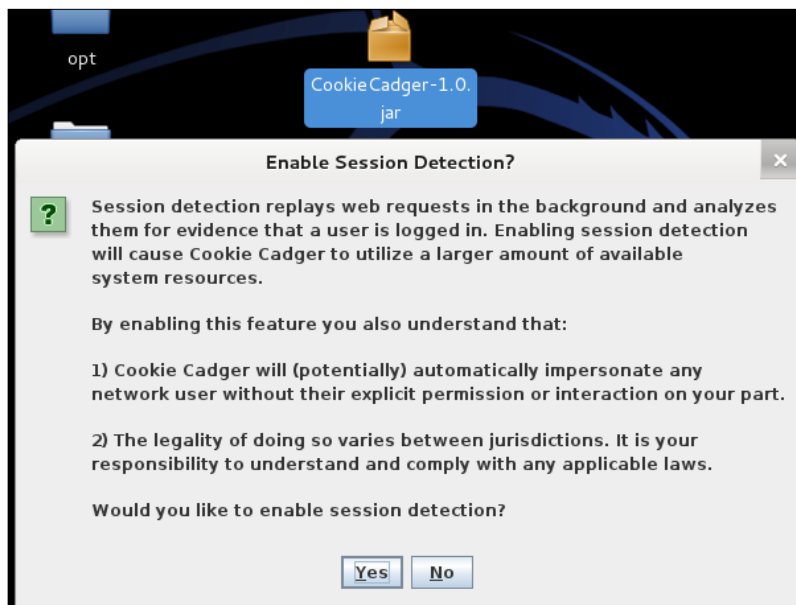 opt
CookieCadger-1.0.
jar
Enable Session Detection?
Session detection replays web requests in the background and analyzes
them for evidence that a user is logged in. Enabling session detection
will cause Cookie Cadger to utilize a larger amount of available
system resources.
By enabling this feature you also understand that:
1) Cookie Cadger will (potentially) automatically impersonate any
network user without their explicit permission or interaction on your part.
2) The legality of doing so varies between jurisdictions. It is your
responsibility to understand and comply with any applicable laws.
Would you like to enable session detection?
Yes No